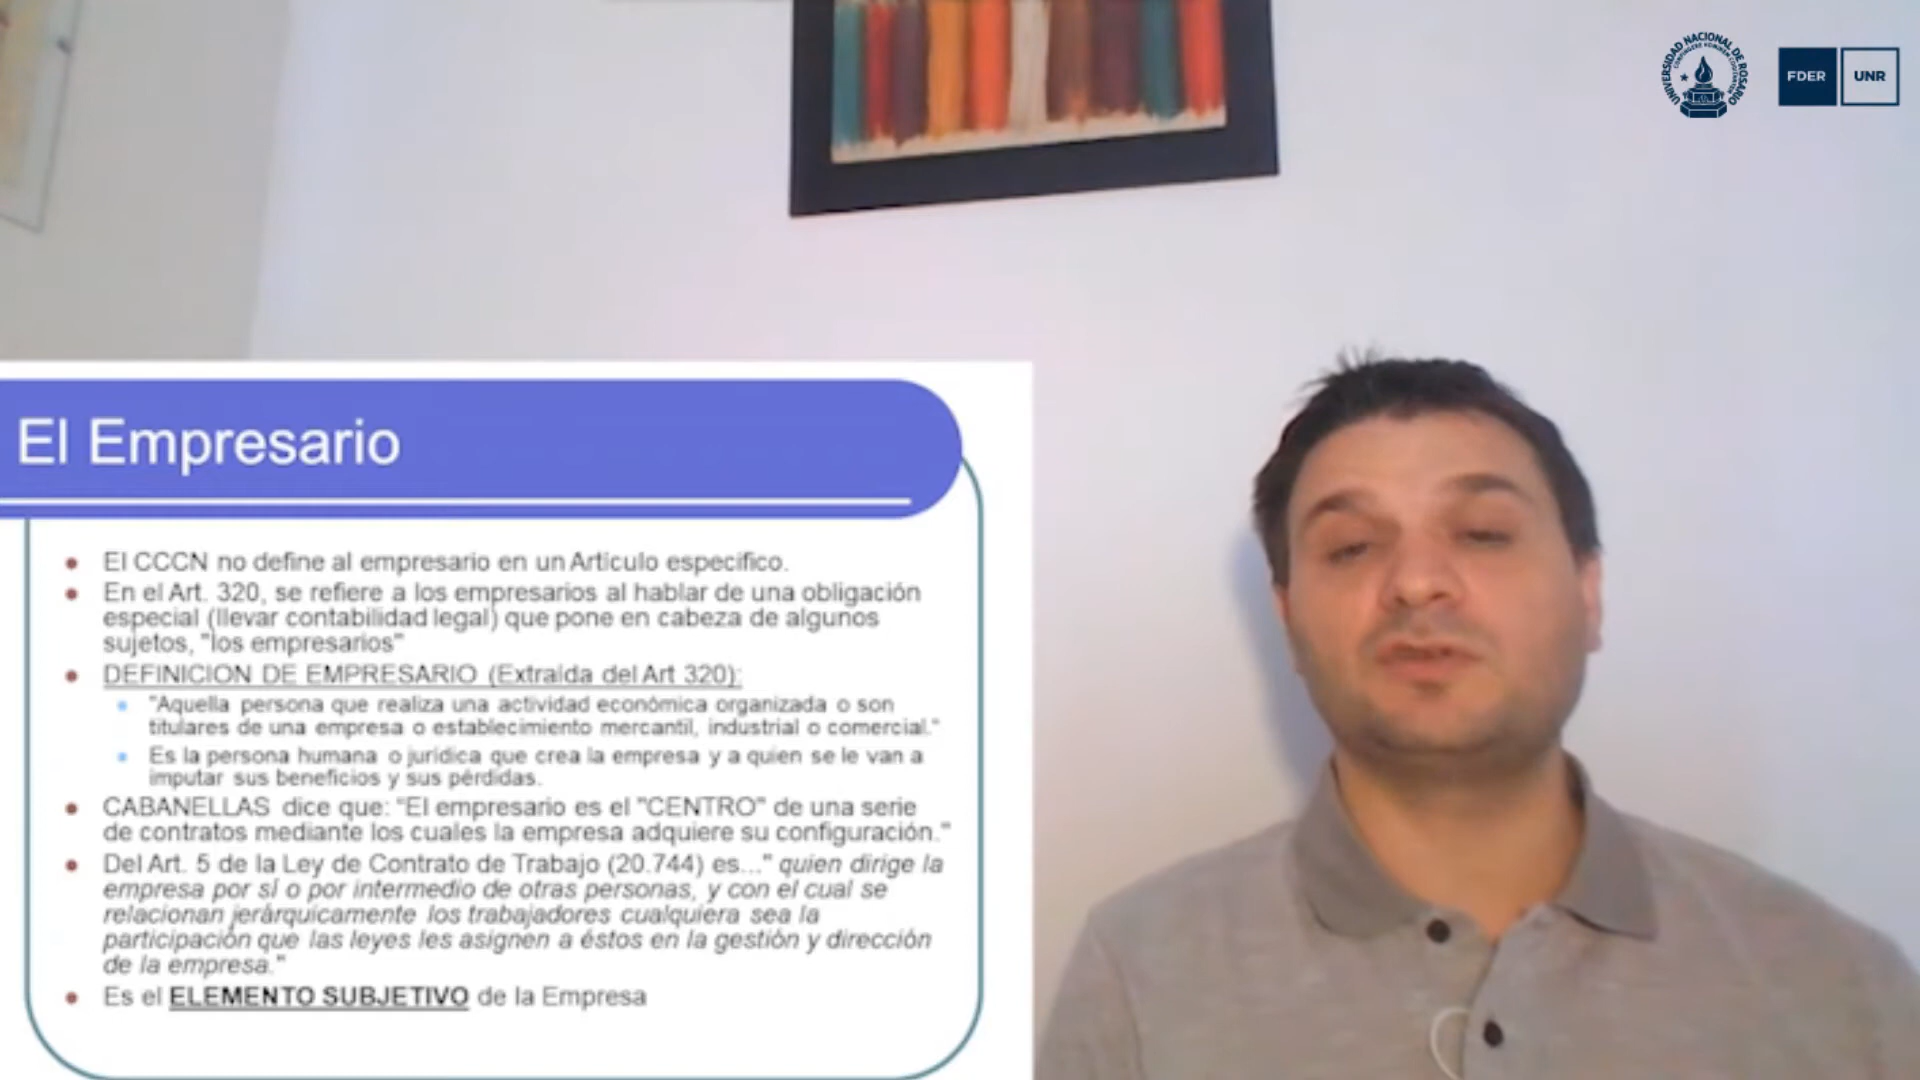 UNIVERSIDAD NACIONAL DE ROSARIO
FDER
UNR
El Empresario
El CCCN no define al empresario en un Artículo específico.
En el Art. 320, se refiere a los empresarios al hablar de una obligación
especial (llevar contabilidad legal) que pone en cabeza de algunos
sujetos, "los empresarios"
DEFINICION DE EMPRESARIO (Extraída del Art 320):
"Aquella persona que realiza una actividad económica organizada o son
titulares de una empresa o establecimiento mercantil, industrial o comercial."
Es la persona humana o jurídica que crea la empresa y a quien se le van a
imputar sus beneficios y sus pérdidas.
CABANELLAS dice que: "El empresario es el "CENTRO" de una serie
de contratos mediante los cuales la empresa adquiere su configuración."
Del Art. 5 de la Ley de Contrato de Trabajo (20.744) es..." quien dirige la
empresa por sí o por intermedio de otras personas, y con el cual se
relacionan jerárquicamente los trabajadores cualquiera sea la
participación que las leyes les asignen a éstos en la gestión y dirección
de la empresa."
Es el ELEMENTO SUBJETIVO de la Empresa